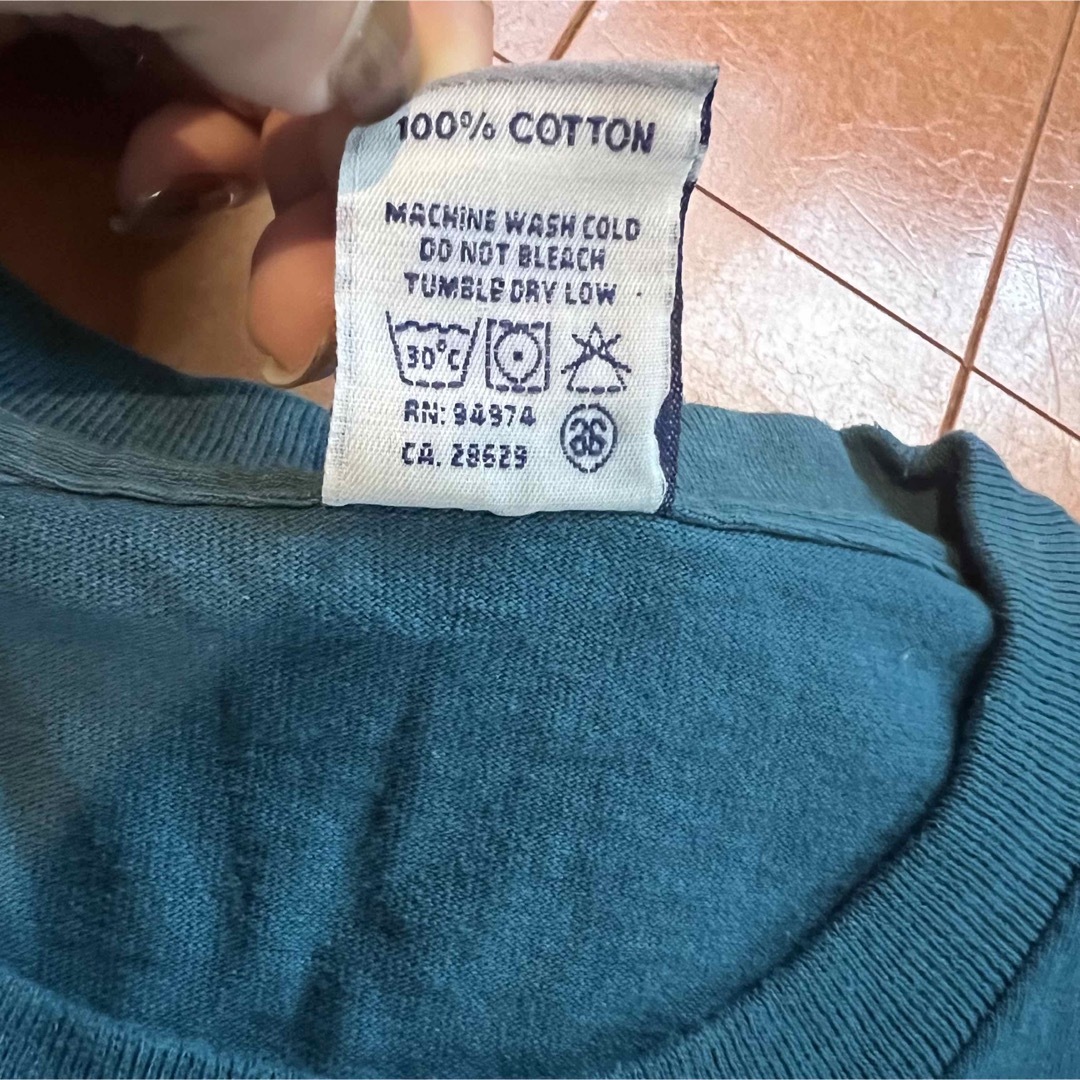 100% COTTON
MACHINE WASH COLD
DO NOT BLEACH
TUMBLE DRY LOW
30°C
RN: 94974
CA. 28629